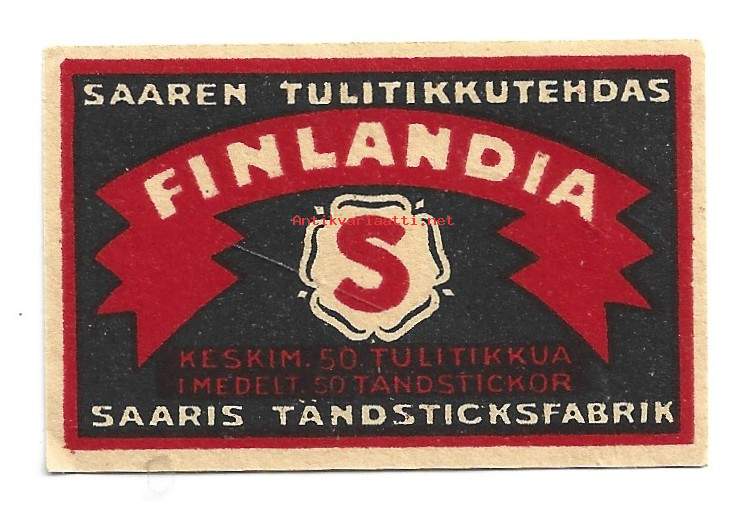 SAAREN TULITIKKUTEHDAS
FINLANDIA
Antikvariaatti.net
S
KESKIM. 50 TULITIKKUA
I MEDELT. 50 TÄNDSTICKOR
SAARIS TÄNDSTICKSFABRIK